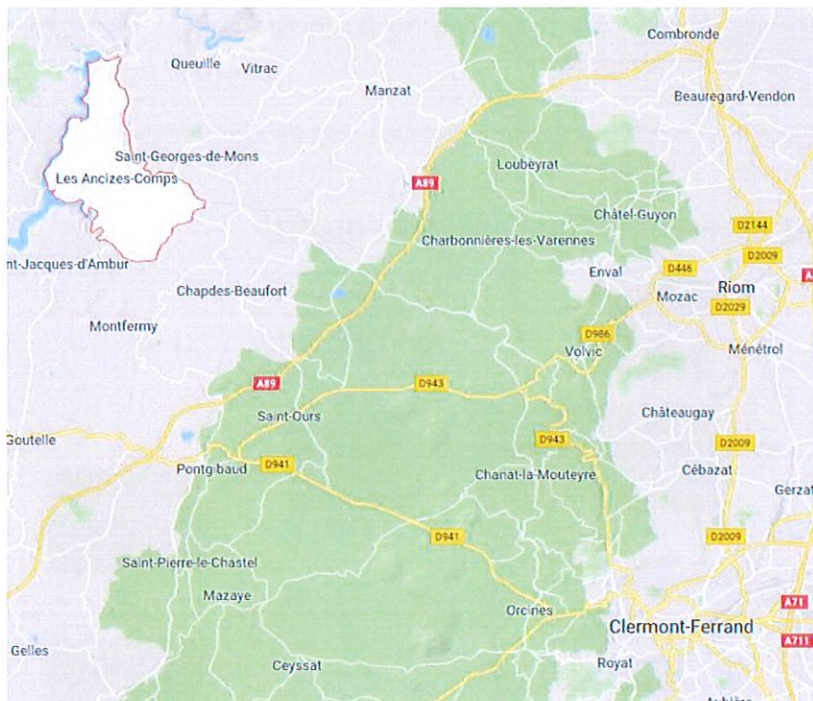 Combronde
Queuille
Vitrac
Manzat
Beauregard-Vendon
Saint-Georges-de-Mons
Loubeyrat
Les Ancizes-Comps
A89
Châtel-Guyon
D2144
Charbonnières-les-Varennes
D2009
nt-Jacques-d'Ambur
Enval
D446
Chapdes-Beaufort
Mozac
Riom
D2029
Montfermy
D986
Volvic
Ménétrol
A89
D943
Saint-Ours
Châteaugay
Goutelle
D943
D2009
Pontgibaud
D941
Chanat-la-Mouteyre
Cébazat
Gerzat
D941
D2009
Saint-Pierre-le-Chastel
Mazaye
Orcines
A71
Clermont-Ferrand
A711
Gelles
Ceyssat
Royat